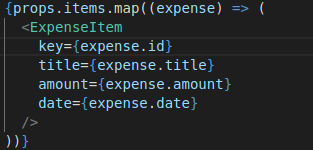 {props.items.map((expense) => (
<ExpenseItem
key={expense.id}
title={expense.title}
amount={expense.amount}
date={expense.date}
/>
))}